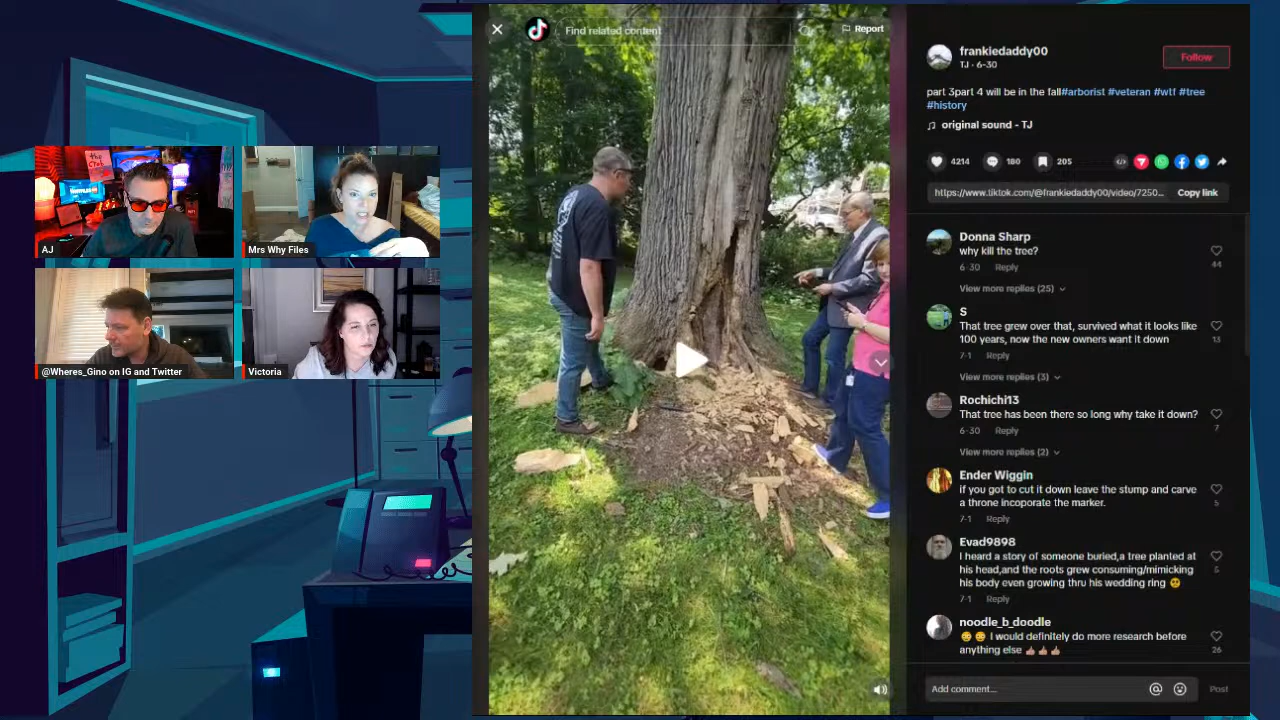 Find related content
Report
frankiedaddy00
TJ · 6-30
Follow
part 3part 4 will be in the fall#arborist #veteran #wtf #tree
#history
original sound - TJ
4214
180
205
https://www.tiktok.com/@frankiedaddy00/video/7250...
Copy link
AJ
Mrs Why Files
@Wheres_Gino on IG and Twitter
Victoria
Donna Sharp
why kill the tree?
44
6-30 Reply
View more replies (25)
S
That tree grew over that, survived what it looks like
100 years, now the new owners want it down
13
7-1 Reply
View more replies (3)
Rochichi13
That tree has been there so long why take it down?
7
6-30 Reply
View more replies (2)
Ender Wiggin
if you got to cut it down leave the stump and carve
a throne incoporate the marker.
5
7-1 Reply
Evad9898
I heard a story of someone buried,a tree planted at
his head,and the roots grew consuming/mimicking
his body even growing thru his wedding ring 😳
5
7-1 Reply
noodle_b_doodle
I would definitely do more research before
anything else 👍🏽👍🏽👍🏽
26
Add comment...
Post